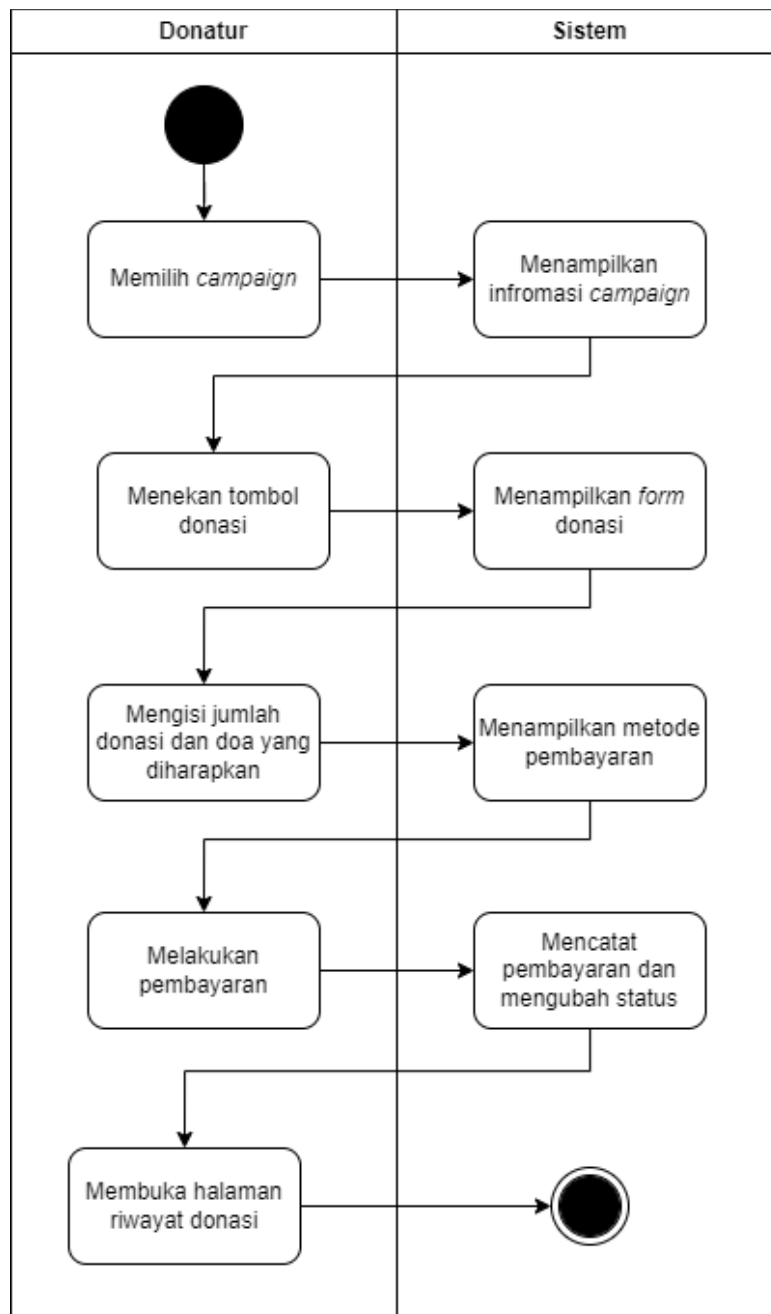 Donatur
Sistem
Memilih campaign
Menampilkan
infromasi campaign
Menekan tombol
donasi
Menampilkan form
donasi
Mengisi jumlah
donasi dan doa yang
diharapkan
Menampilkan metode
pembayaran
Melakukan
pembayaran
Mencatat
pembayaran dan
mengubah status
Membuka halaman
riwayat donasi